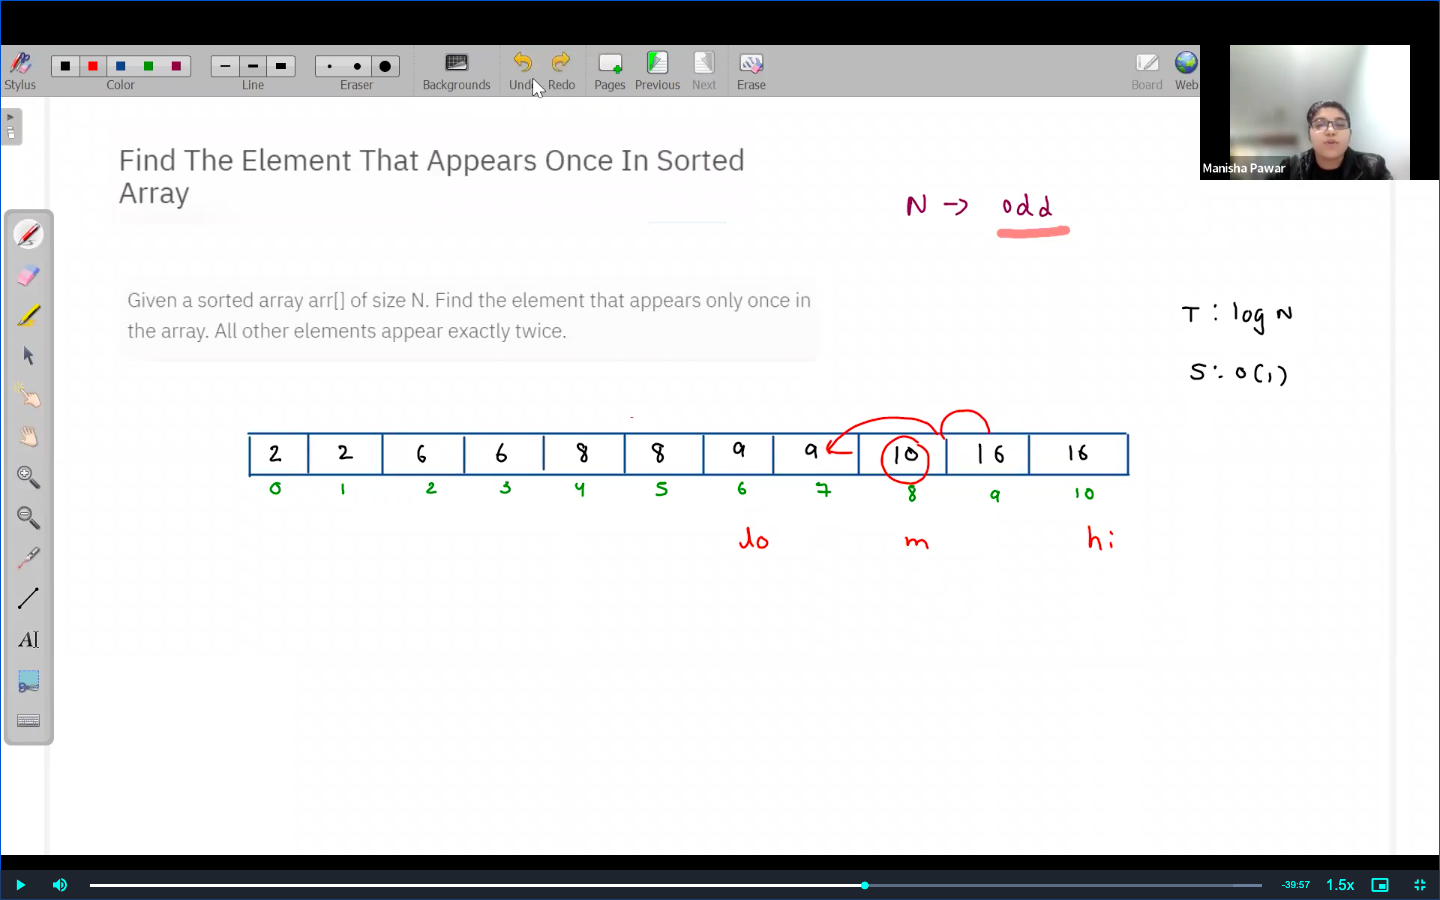 Stylus
Color
Line
Eraser
Backgrounds
Undo Redo
Pages
Previous
Next
Erase
Board
Web
Manisha Pawar
Find The Element That Appears Once In Sorted
Array
N → odd
Given a sorted array arr[] of size N. Find the element that appears only once in
the array. All other elements appear exactly twice.
T : log N
S : O(1)
2 2 6 6 8 8 9 9 10 16 16
0 1 2 3 4 5 6 7 8 9 10
lo m hi
AI
-39:57
1.5x